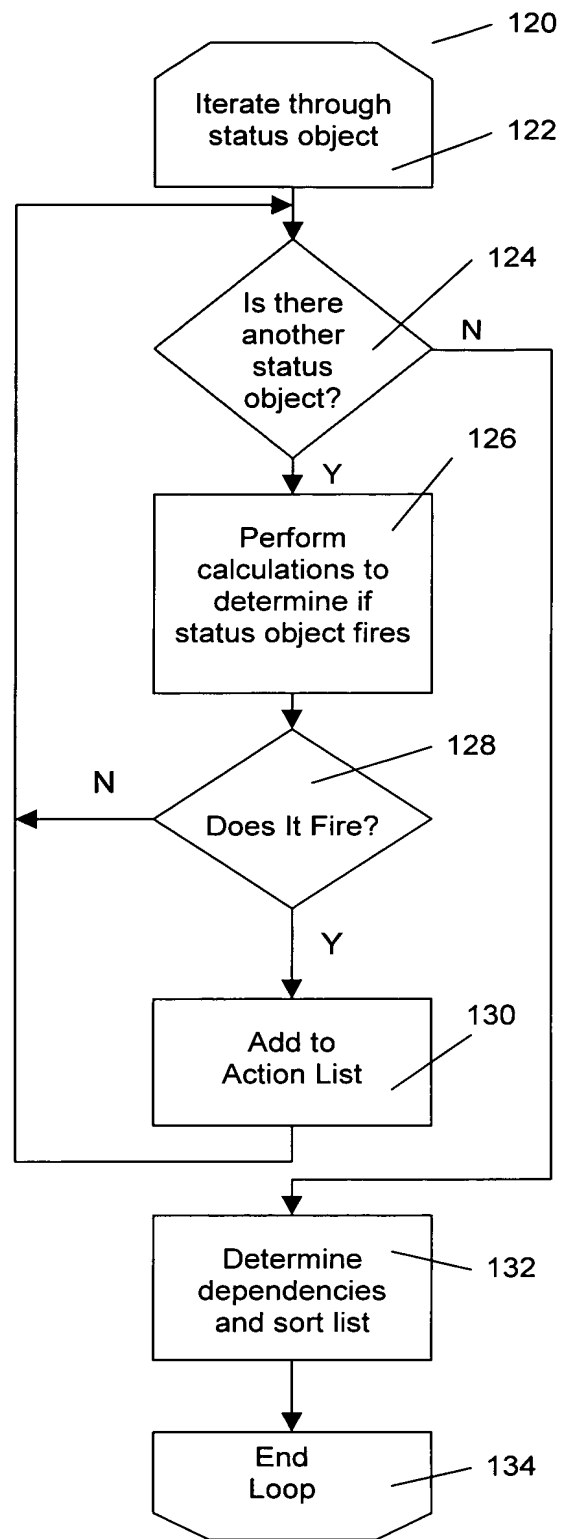 120
Iterate through
status object
122
124
Is there
another
status
object?
N
126
Y
Perform
calculations to
determine if
status object fires
128
N
Does It Fire?
Y
130
Add to
Action List
Determine
dependencies
and sort list
132
End
Loop
134